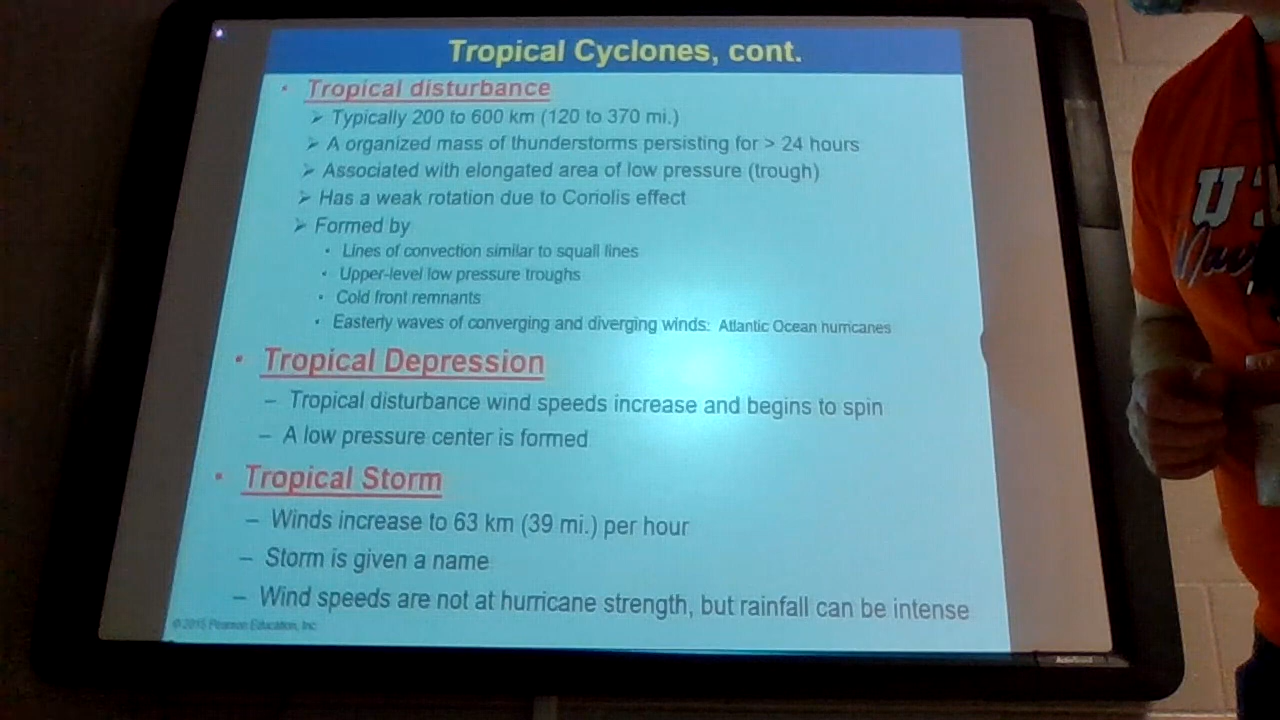 Tropical Cyclones, cont.
• Tropical disturbance
➢ Typically 200 to 600 km (120 to 370 mi.)
➢ A organized mass of thunderstorms persisting for > 24 hours
➢ Associated with elongated area of low pressure (trough)
➢ Has a weak rotation due to Coriolis effect
➢ Formed by
• Lines of convection similar to squall lines
• Upper-level low pressure troughs
• Cold front remnants
• Easterly waves of converging and diverging winds: Atlantic Ocean hurricanes
• Tropical Depression
– Tropical disturbance wind speeds increase and begins to spin
– A low pressure center is formed
• Tropical Storm
– Winds increase to 63 km (39 mi.) per hour
– Storm is given a name
– Wind speeds are not at hurricane strength, but rainfall can be intense
© 2015 Pearson Education, Inc.